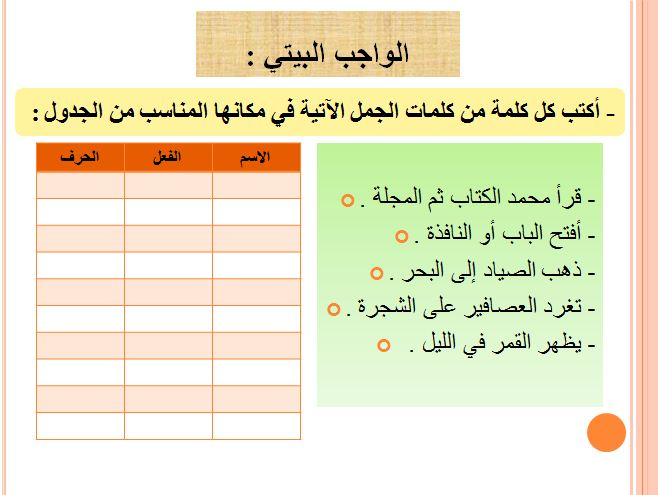 الواجب البيتي :
- أكتب كل كلمة من كلمات الجمل الآتية في مكانها المناسب من الجدول :
الاسم الفعل الحرف
- قرأ محمد الكتاب ثم المجلة .
- أفتح الباب أو النافذة .
- ذهب الصياد إلى البحر .
- تغرد العصافير على الشجرة .
- يظهر القمر في الليل .